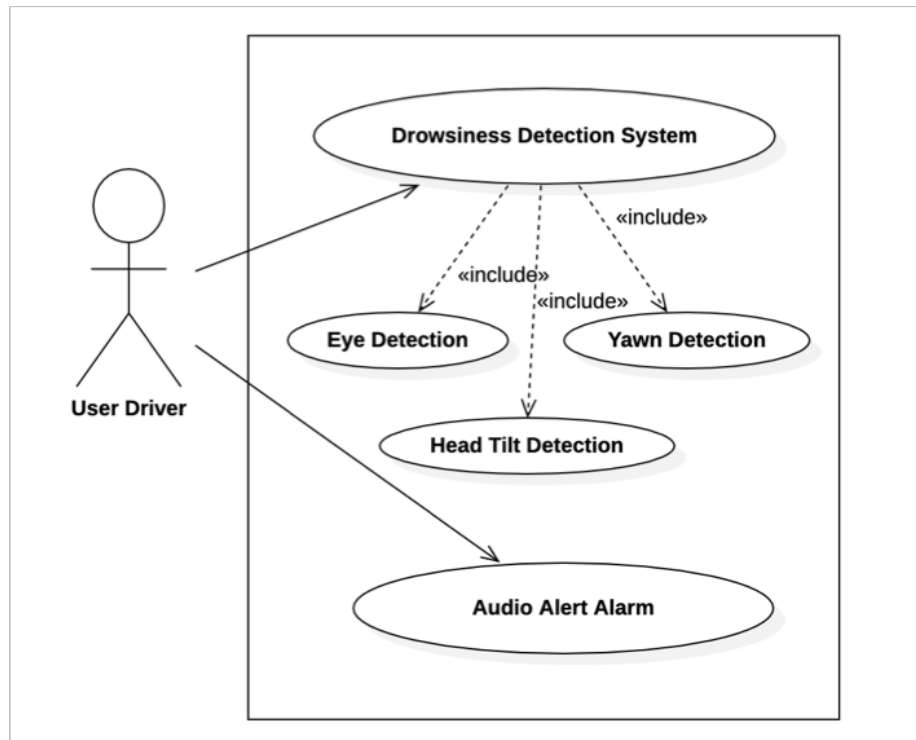 Drowsiness Detection System
«include»
«include»
«include»
Eye Detection
Yawn Detection
User Driver
Head Tilt Detection
Audio Alert Alarm